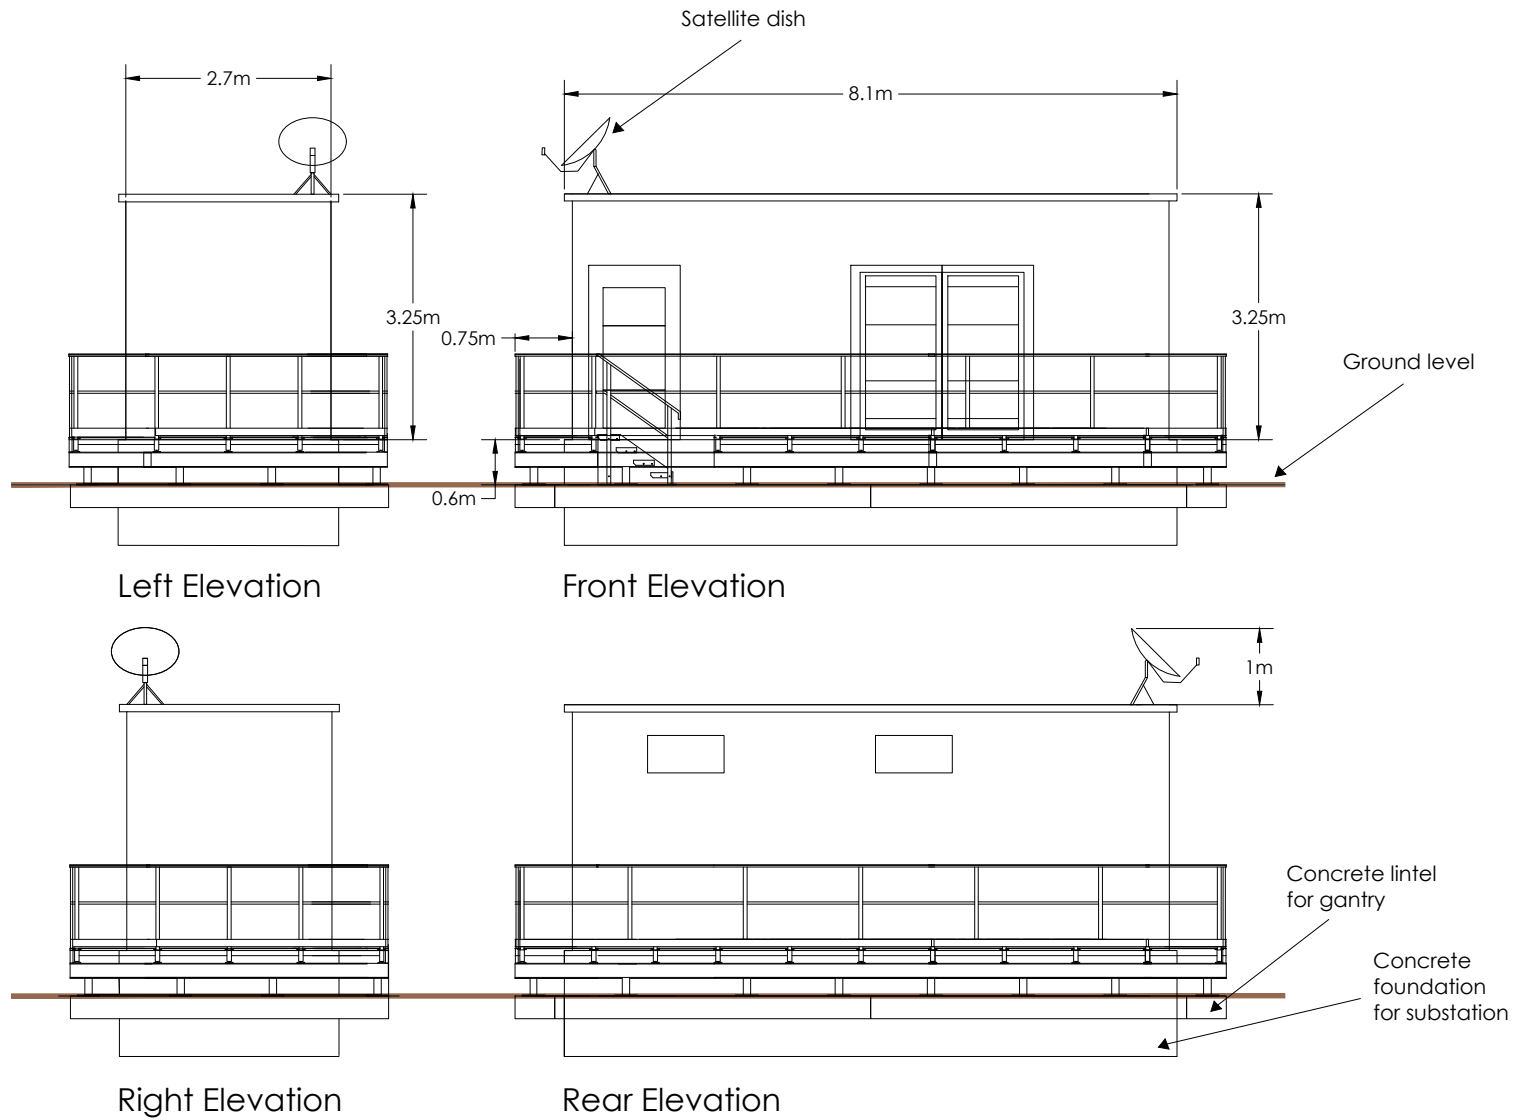 Satellite dish
2.7m
8.1m
3.25m
0.75m
3.25m
Ground level
0.6m
Left Elevation
Front Elevation
1m
Concrete lintel
for gantry
Concrete
foundation
for substation
Right Elevation
Rear Elevation